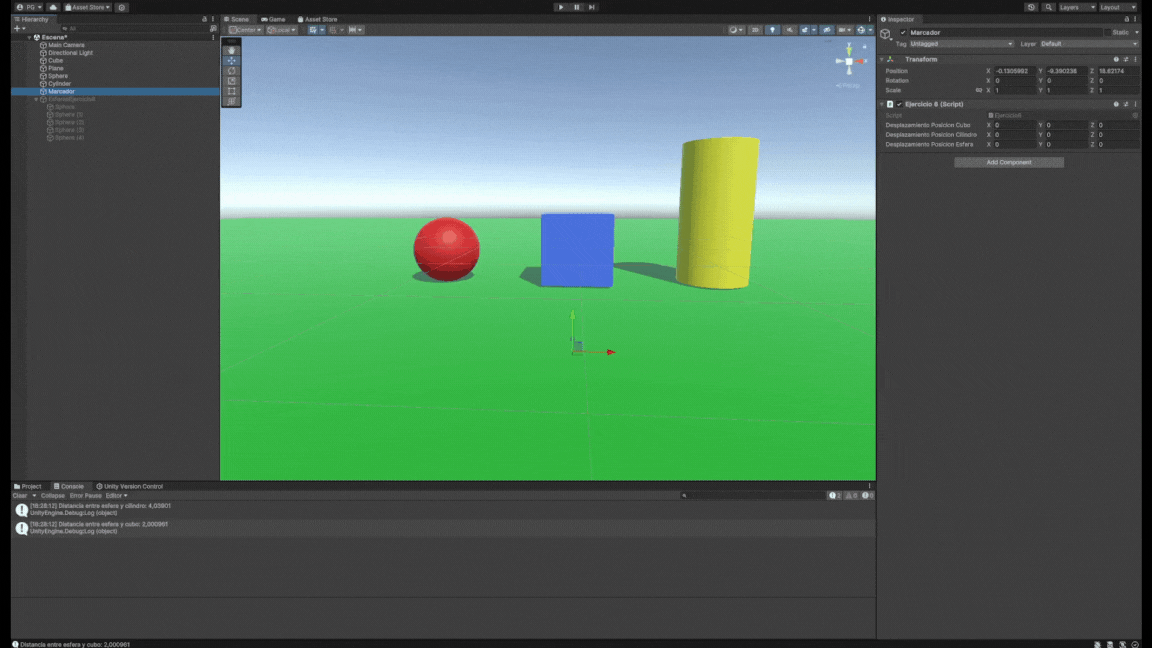 PG Asset Store Layers Layout
Hierarchy
All
Scene Game Asset Store
Center Local
2D
Inspector
Escena*
Main Camera
Directional Light
Cube
Plane
Sphere
Cylinder
Marcador
Sphere
Sphere (1)
Sphere (2)
Sphere (3)
Sphere (4)
Persp
Marcador Static
Tag Untagged Layer Default
Transform
Position X -0.1305982 Y -9.390338 Z 18.82174
Rotation X 0 Y 0 Z 0
Scale X 1 Y 1 Z 1
Ejercicio 6 (Script)
Script Ejercicio6
Desplazamiento Posicion Cubo X 0 Y 0 Z 0
Desplazamiento Posicion Cilindro X 0 Y 0 Z 0
Desplazamiento Posicion Esfera X 0 Y 0 Z 0
Add Component
Project Console Unity Version Control
Clear Collapse Error Pause Editor
2 0 0
[18:28:12] Distancia entre esfera y cilindro: 4,03901
UnityEngine.Debug:Log (object)
[18:28:12] Distancia entre esfera y cubo: 2,000961
UnityEngine.Debug:Log (object)
Distancia entre esfera y cubo: 2,000961